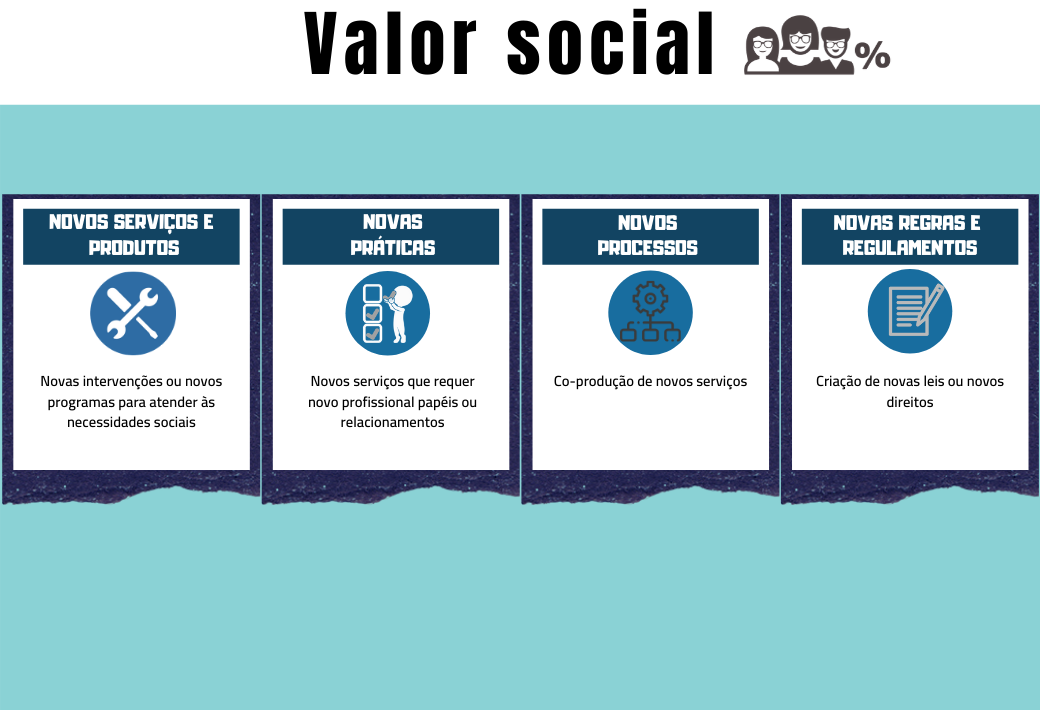 Valor social
%
NOVOS SERVIÇOS E
PRODUTOS
Novas intervenções ou novos
programas para atender às
necessidades sociais
NOVAS
PRÁTICAS
Novos serviços que requer
novo profissional papéis ou
relacionamentos
NOVOS
PROCESSOS
Co-produção de novos serviços
NOVAS REGRAS E
REGULAMENTOS
Criação de novas leis ou novos
direitos